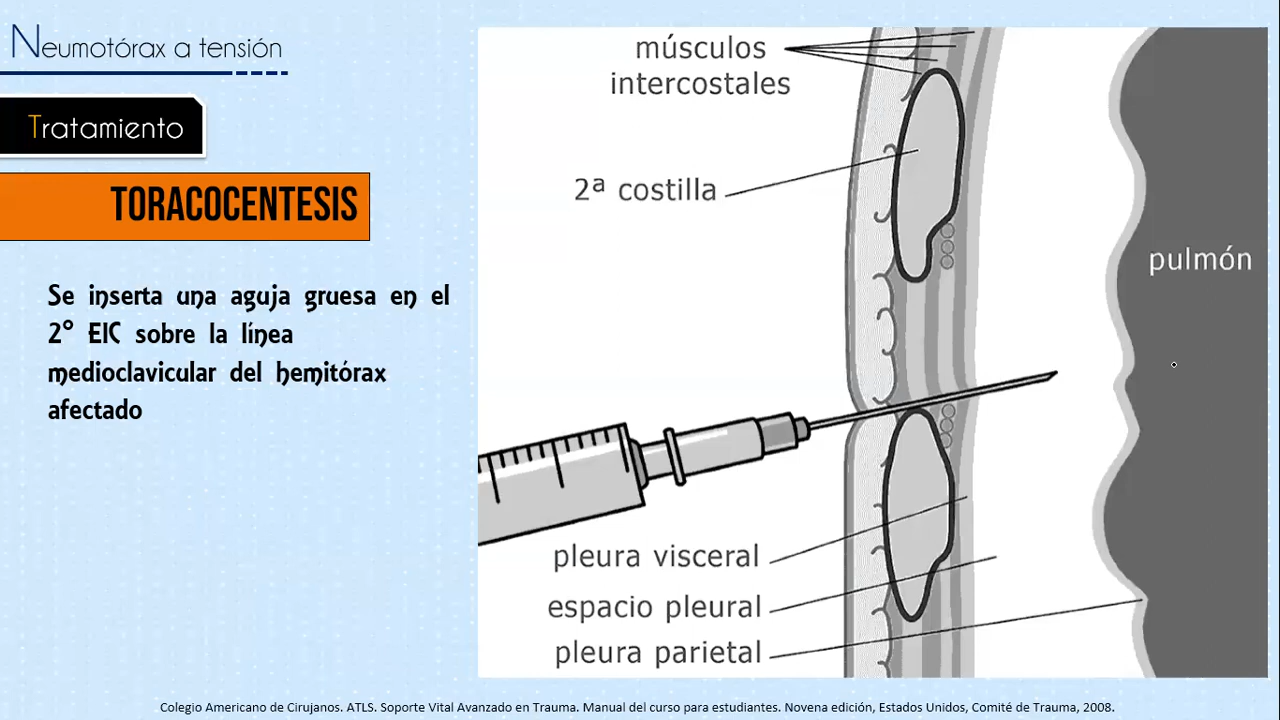 Neumotórax a tensión
Tratamiento
TORACOCENTESIS
Se inserta una aguja gruesa en el
2° EIC sobre la línea
medioclavicular del hemitórax
afectado
músculos
intercostales
2ª costilla
pulmón
pleura visceral
espacio pleural
pleura parietal
Colegio Americano de Cirujanos. ATLS. Soporte Vital Avanzado en Trauma. Manual del curso para estudiantes. Novena edición, Estados Unidos, Comité de Trauma, 2008.